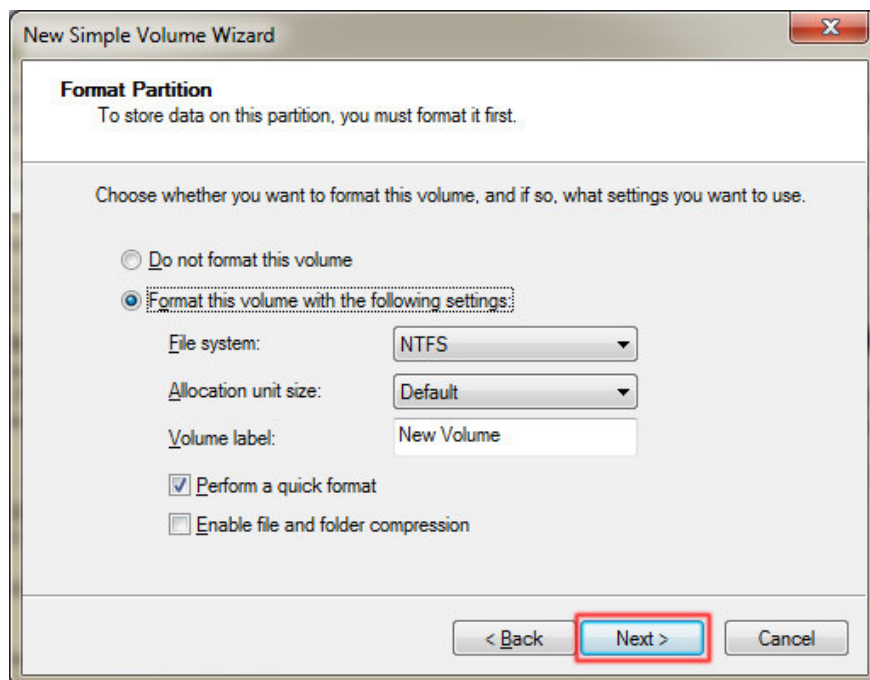 New Simple Volume Wizard
Format Partition
To store data on this partition, you must format it first.
Choose whether you want to format this volume, and if so, what settings you want to use.
Do not format this volume
Format this volume with the following settings:
File system:
NTFS
Allocation unit size:
Default
Volume label:
New Volume
Perform a quick format
Enable file and folder compression
< Back
Next >
Cancel